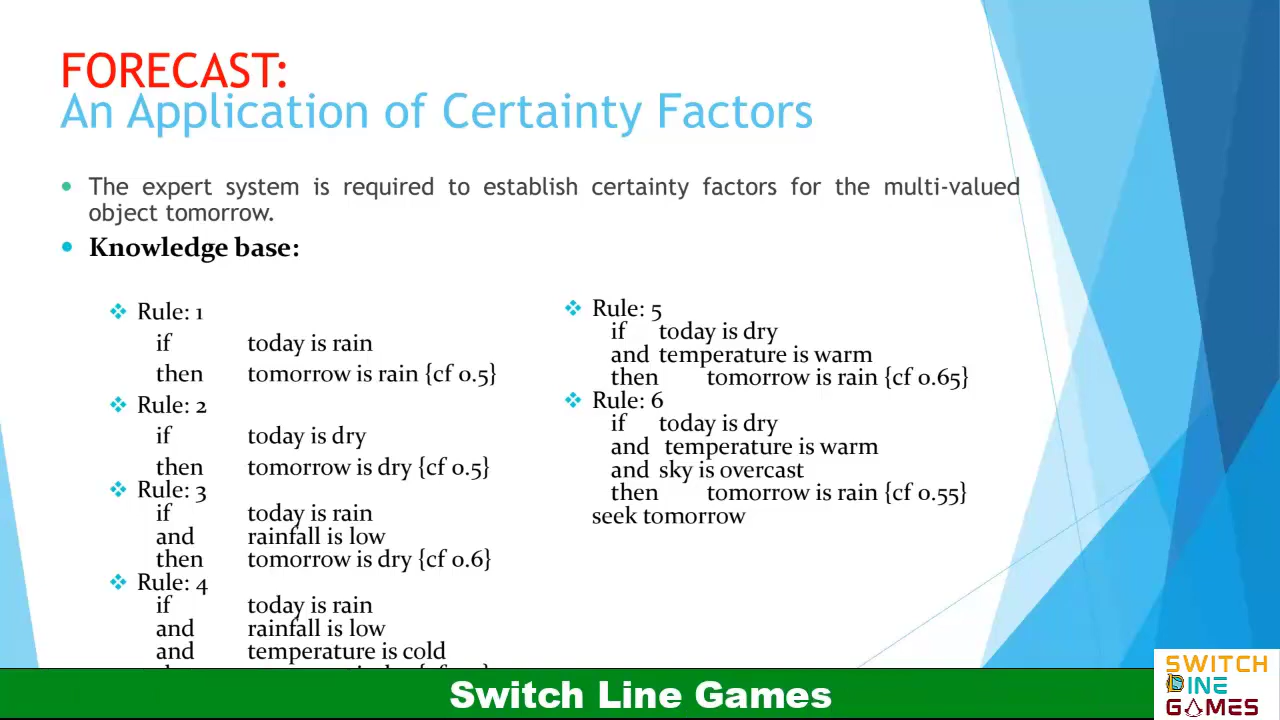 FORECAST:
An Application of Certainty Factors
The expert system is required to establish certainty factors for the multi-valued
object tomorrow.
Knowledge base:
Rule: 1
if today is rain
then tomorrow is rain {cf 0.5}
Rule: 2
if today is dry
then tomorrow is dry {cf 0.5}
Rule: 3
if today is rain
and rainfall is low
then tomorrow is dry {cf 0.6}
Rule: 4
if today is rain
and rainfall is low
and temperature is cold
Rule: 5
if today is dry
and temperature is warm
then tomorrow is rain {cf 0.65}
Rule: 6
if today is dry
and temperature is warm
and sky is overcast
then tomorrow is rain {cf 0.55}
seek tomorrow
Switch Line Games
SWITCH
LINE
GAMES